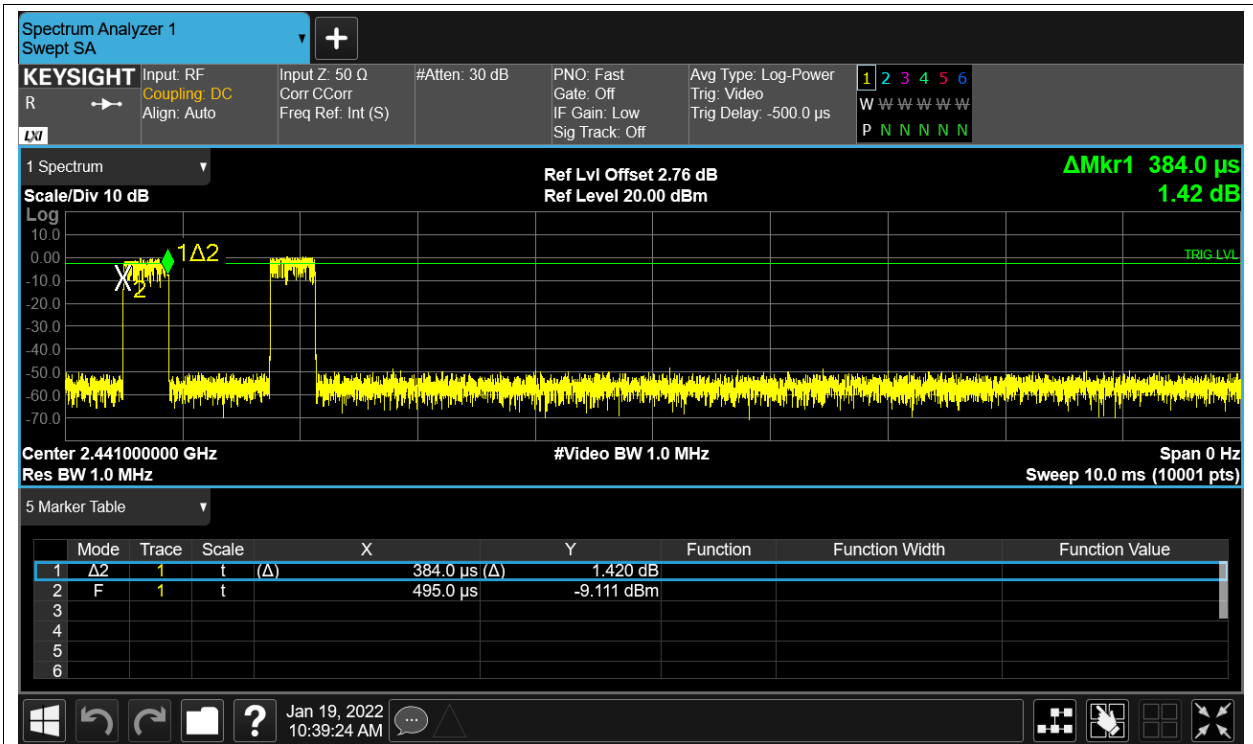 Spectrum Analyzer 1
Swept SA
KEYSIGHT
R
LXI
Input: RF
Coupling: DC
Align: Auto
Input Z: 50 Ω
Corr CCorr
Freq Ref: Int (S)
#Atten: 30 dB
PNO: Fast
Gate: Off
IF Gain: Low
Sig Track: Off
Avg Type: Log-Power
Trig: Video
Trig Delay: -500.0 µs
1 2 3 4 5 6
W W W W W W
P N N N N N
1 Spectrum
Scale/Div 10 dB
Ref Lvl Offset 2.76 dB
Ref Level 20.00 dBm
ΔMkr1 384.0 µs
1.42 dB
Log
10.0
0.00
-10.0
-20.0
-30.0
-40.0
-50.0
-60.0
-70.0
1Δ2
X2
TRIG LVL
Center 2.441000000 GHz
#Video BW 1.0 MHz
Span 0 Hz
Res BW 1.0 MHz
Sweep 10.0 ms (10001 pts)
5 Marker Table
Mode Trace Scale X Y Function Function Width Function Value
1 Δ2 1 t (Δ) 384.0 µs (Δ) 1.420 dB
2 F 1 t 495.0 µs -9.111 dBm
3
4
5
6
?
Jan 19, 2022
10:39:24 AM